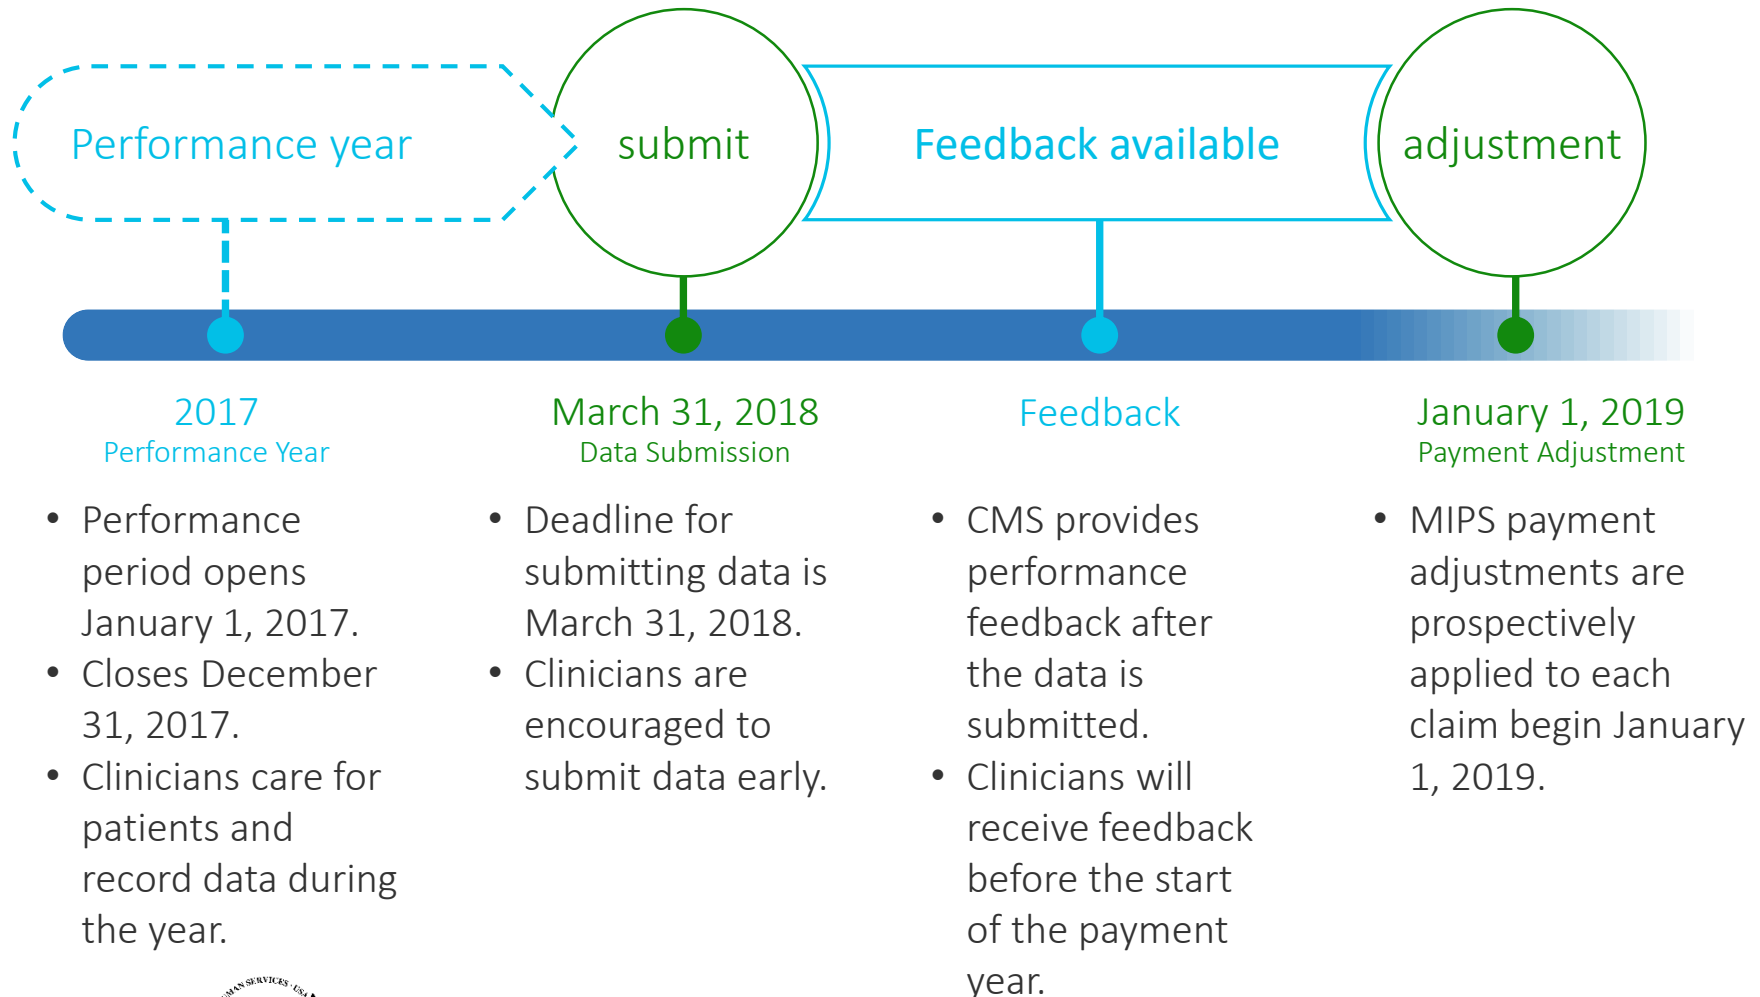 Performance year
submit
Feedback available
adjustment
2017
Performance Year
• Performance
period opens
January 1, 2017.
• Closes December
31, 2017.
• Clinicians care for
patients and
record data during
the year.
March 31, 2018
Data Submission
• Deadline for
submitting data is
March 31, 2018.
• Clinicians are
encouraged to
submit data early.
Feedback
• CMS provides
performance
feedback after
the data is
submitted.
• Clinicians will
receive feedback
before the start
of the payment
year.
January 1, 2019
Payment Adjustment
• MIPS payment
adjustments are
prospectively
applied to each
claim begin January
1, 2019.
SERVICES · USA